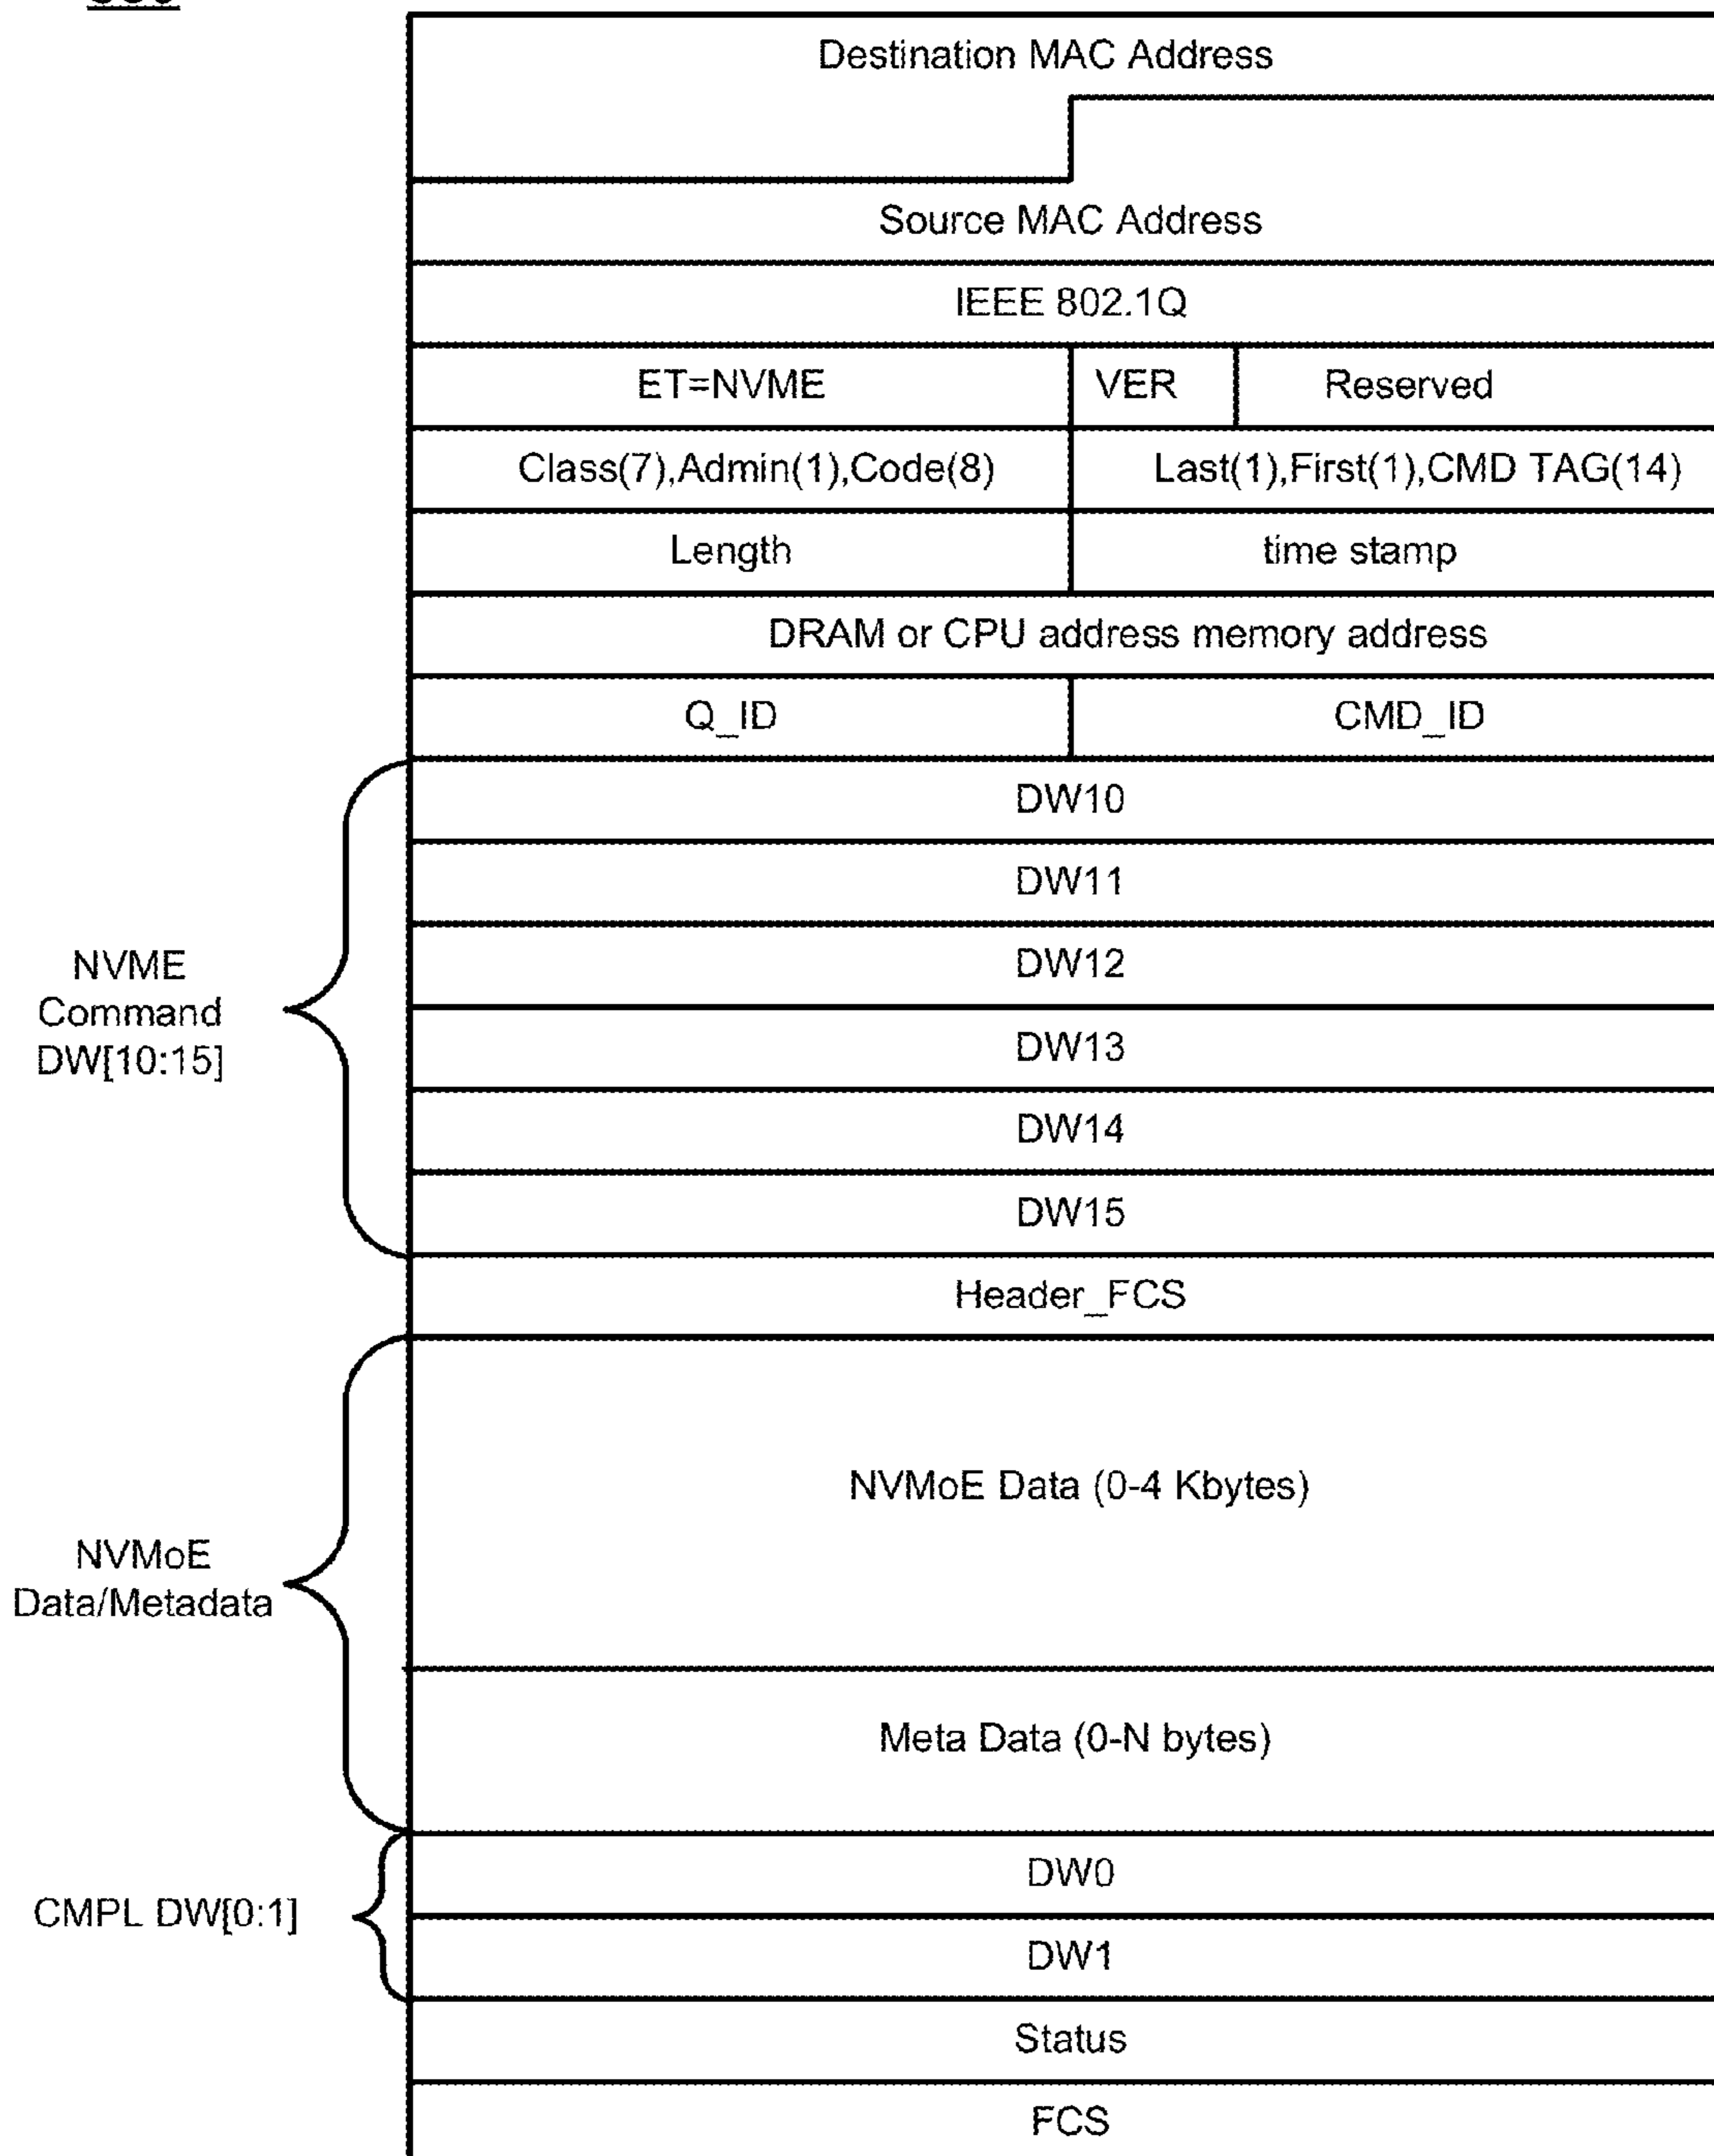 Destination MAC Address
Source MAC Address
IEEE 802.1Q
ET=NVME VER Reserved
Class(7),Admin(1),Code(8) Last(1),First(1),CMD TAG(14)
Length time stamp
DRAM or CPU address memory address
Q_ID CMD_ID
DW10
DW11
DW12
DW13
DW14
DW15
NVME
Command
DW[10:15]
Header_FCS
NVMoE Data (0-4 Kbytes)
Meta Data (0-N bytes)
NVMoE
Data/Metadata
DW0
DW1
CMPL DW[0:1]
Status
FCS